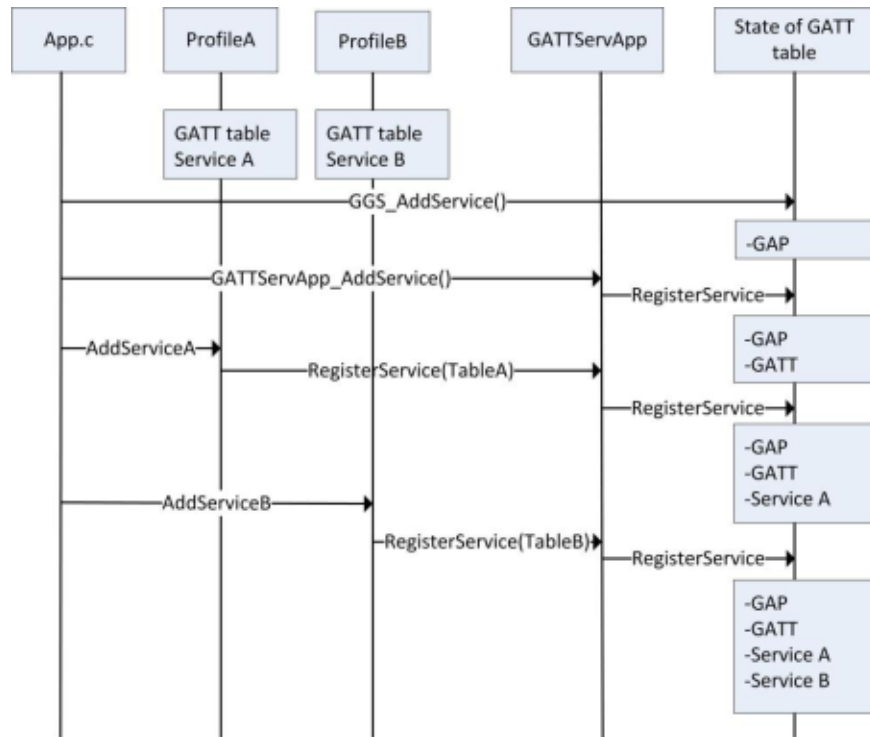 App.c
ProfileA
ProfileB
GATTServApp
State of GATT
table
GATT table
Service A
GATT table
Service B
GGS_AddService()
-GAP
GATTServApp_AddService()
RegisterService
-GAP
-GATT
AddServiceA
RegisterService(TableA)
RegisterService
-GAP
-GATT
-Service A
AddServiceB
RegisterService(TableB)
RegisterService
-GAP
-GATT
-Service A
-Service B